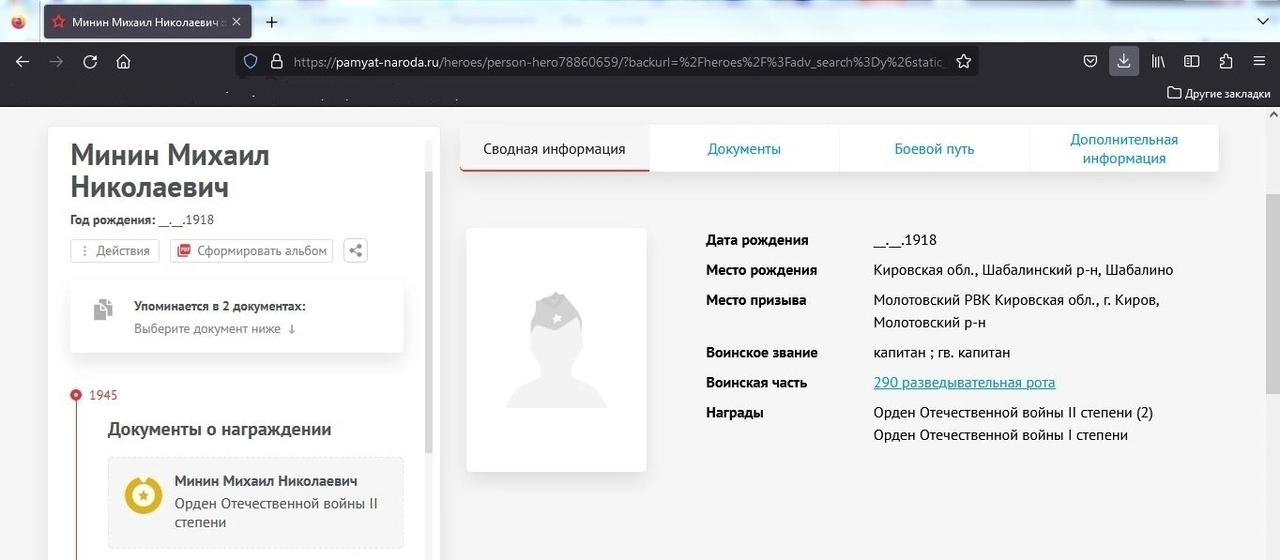 Минин Михаил Николаевич ::
https://pamyat-naroda.ru/heroes/person-hero78860659/?backurl=%2Fheroes%2F%3Fadv_search%3Dy%26static_
Другие закладки
Минин Михаил
Николаевич
Год рождения: __.__.1918
Действия
PDF Сформировать альбом
Упоминается в 2 документах:
Выберите документ ниже ↓
1945
Документы о награждении
Минин Михаил Николаевич
Орден Отечественной войны II
степени
Сводная информация
Документы
Боевой путь
Дополнительная
информация
Дата рождения __.__.1918
Место рождения Кировская обл., Шабалинский р-н, Шабалино
Место призыва Молотовский РВК Кировская обл., г. Киров,
Молотовский р-н
Воинское звание капитан ; гв. капитан
Воинская часть 290 разведывательная рота
Награды Орден Отечественной войны II степени (2)
Орден Отечественной войны I степени